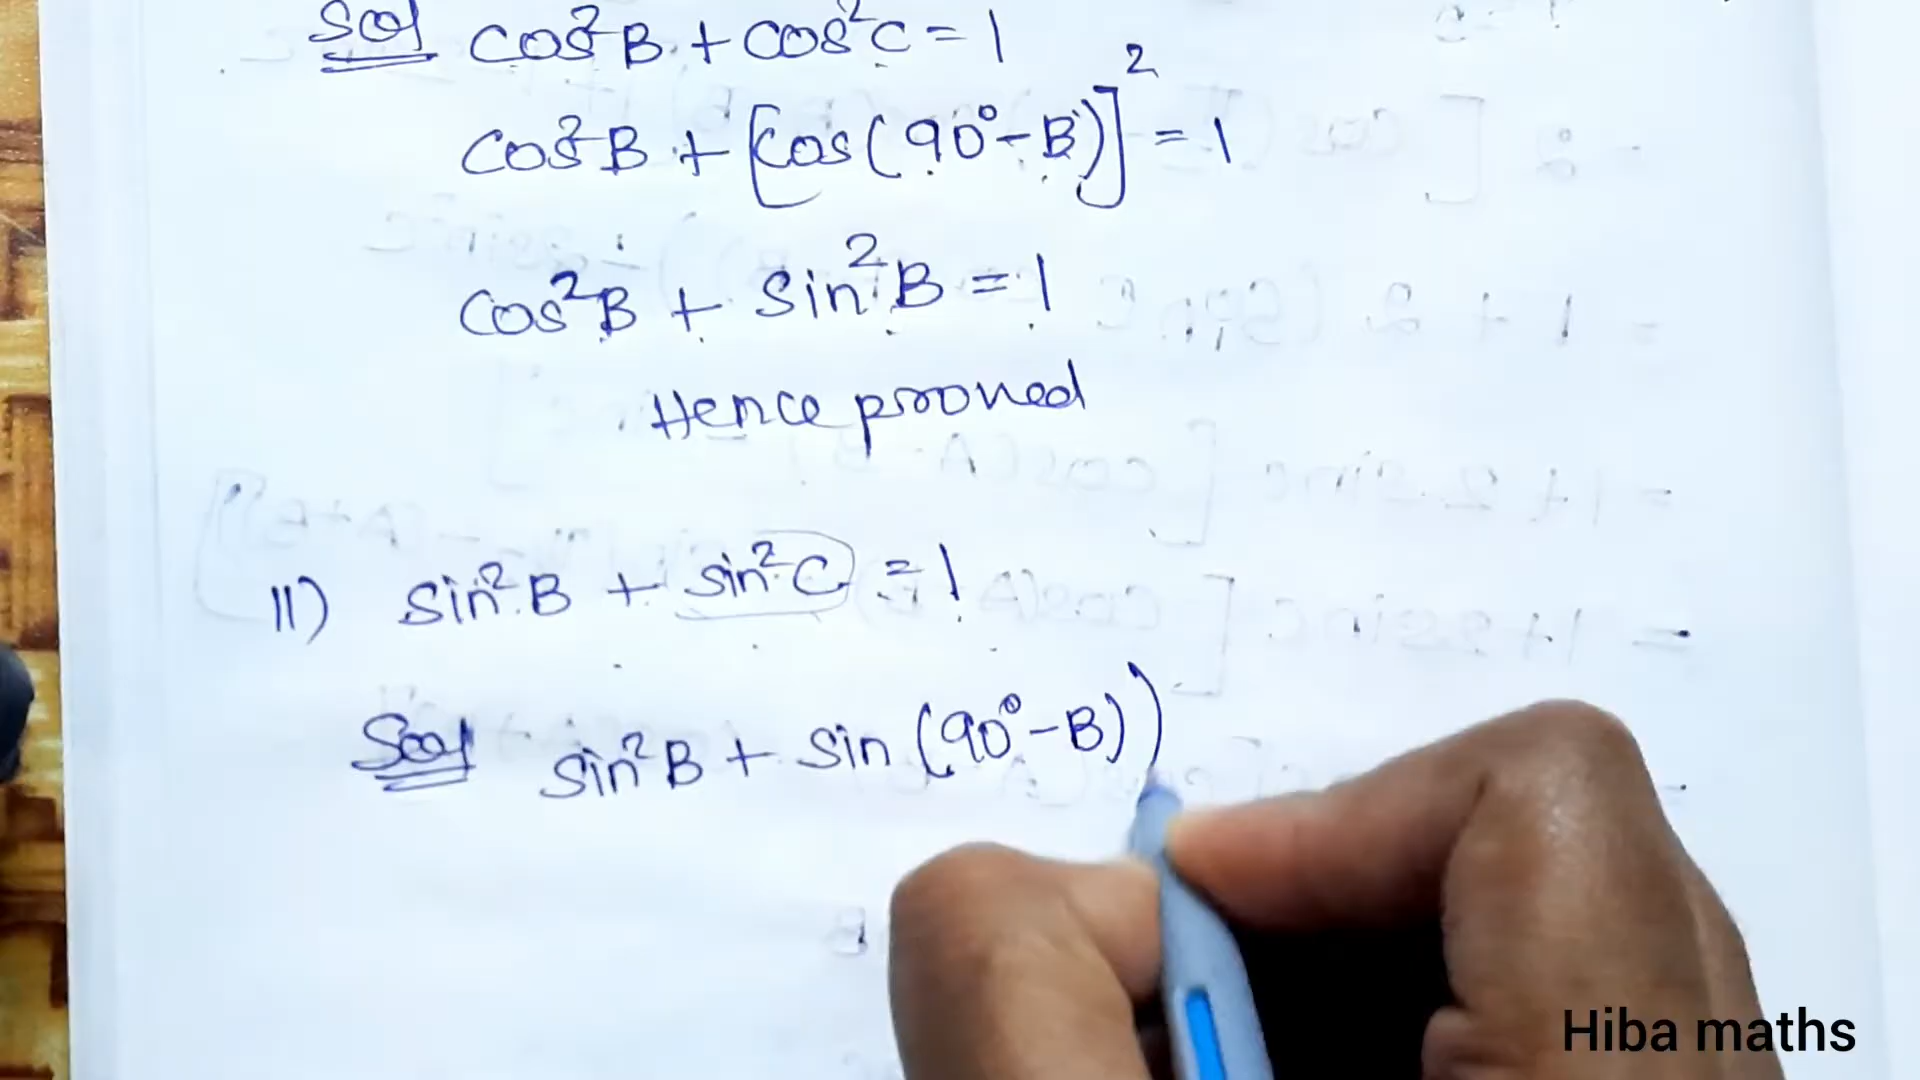 Sol cos²B + cos²C = 1
cos²B + [cos(90°-B)]² = 1
cos²B + sin²B = 1
Hence proved
II) sin²B + sin²C = 1
Sol sin²B + sin (90°-B))
Hiba maths